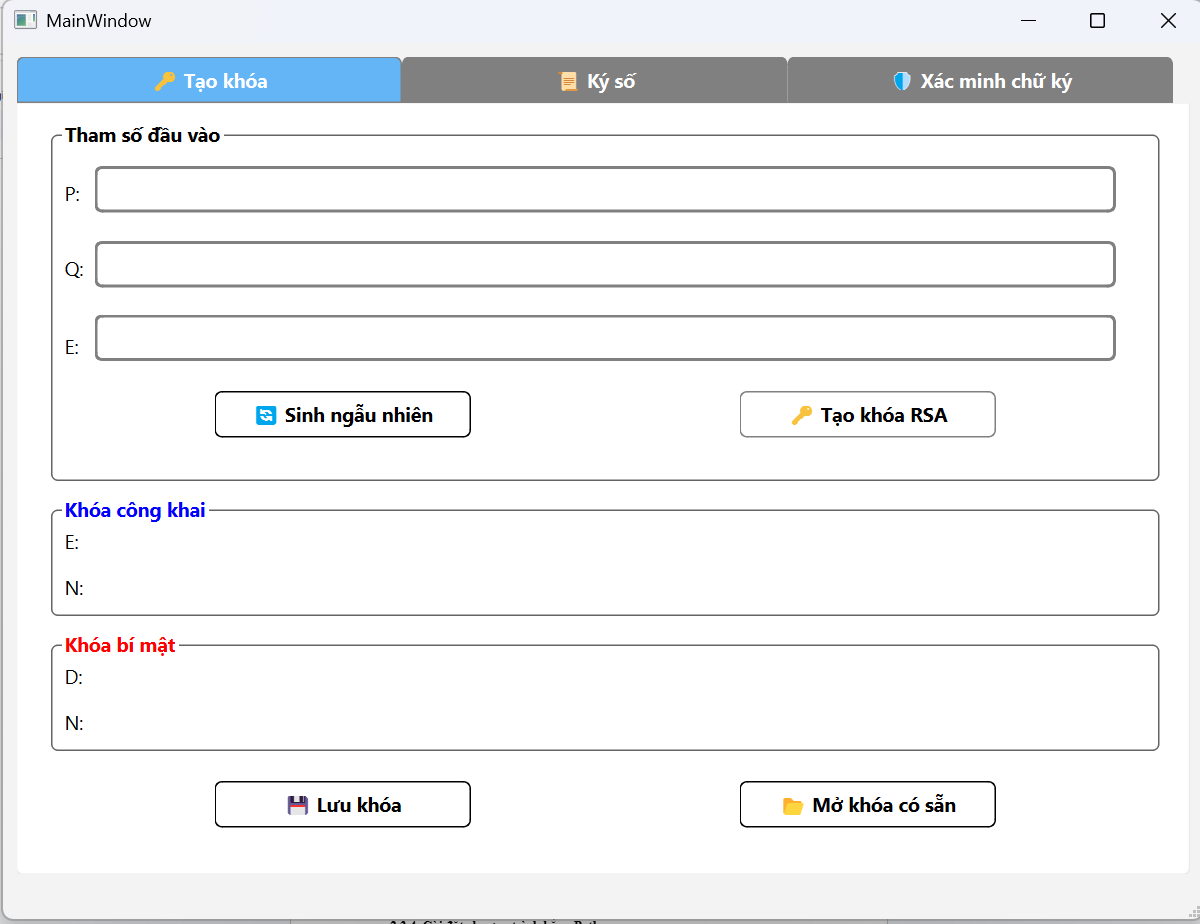 MainWindow
Tạo khóa
Ký số
Xác minh chữ ký
Tham số đầu vào
P:
Q:
E:
Sinh ngẫu nhiên
Tạo khóa RSA
Khóa công khai
E:
N:
Khóa bí mật
D:
N:
Lưu khóa
Mở khóa có sẵn